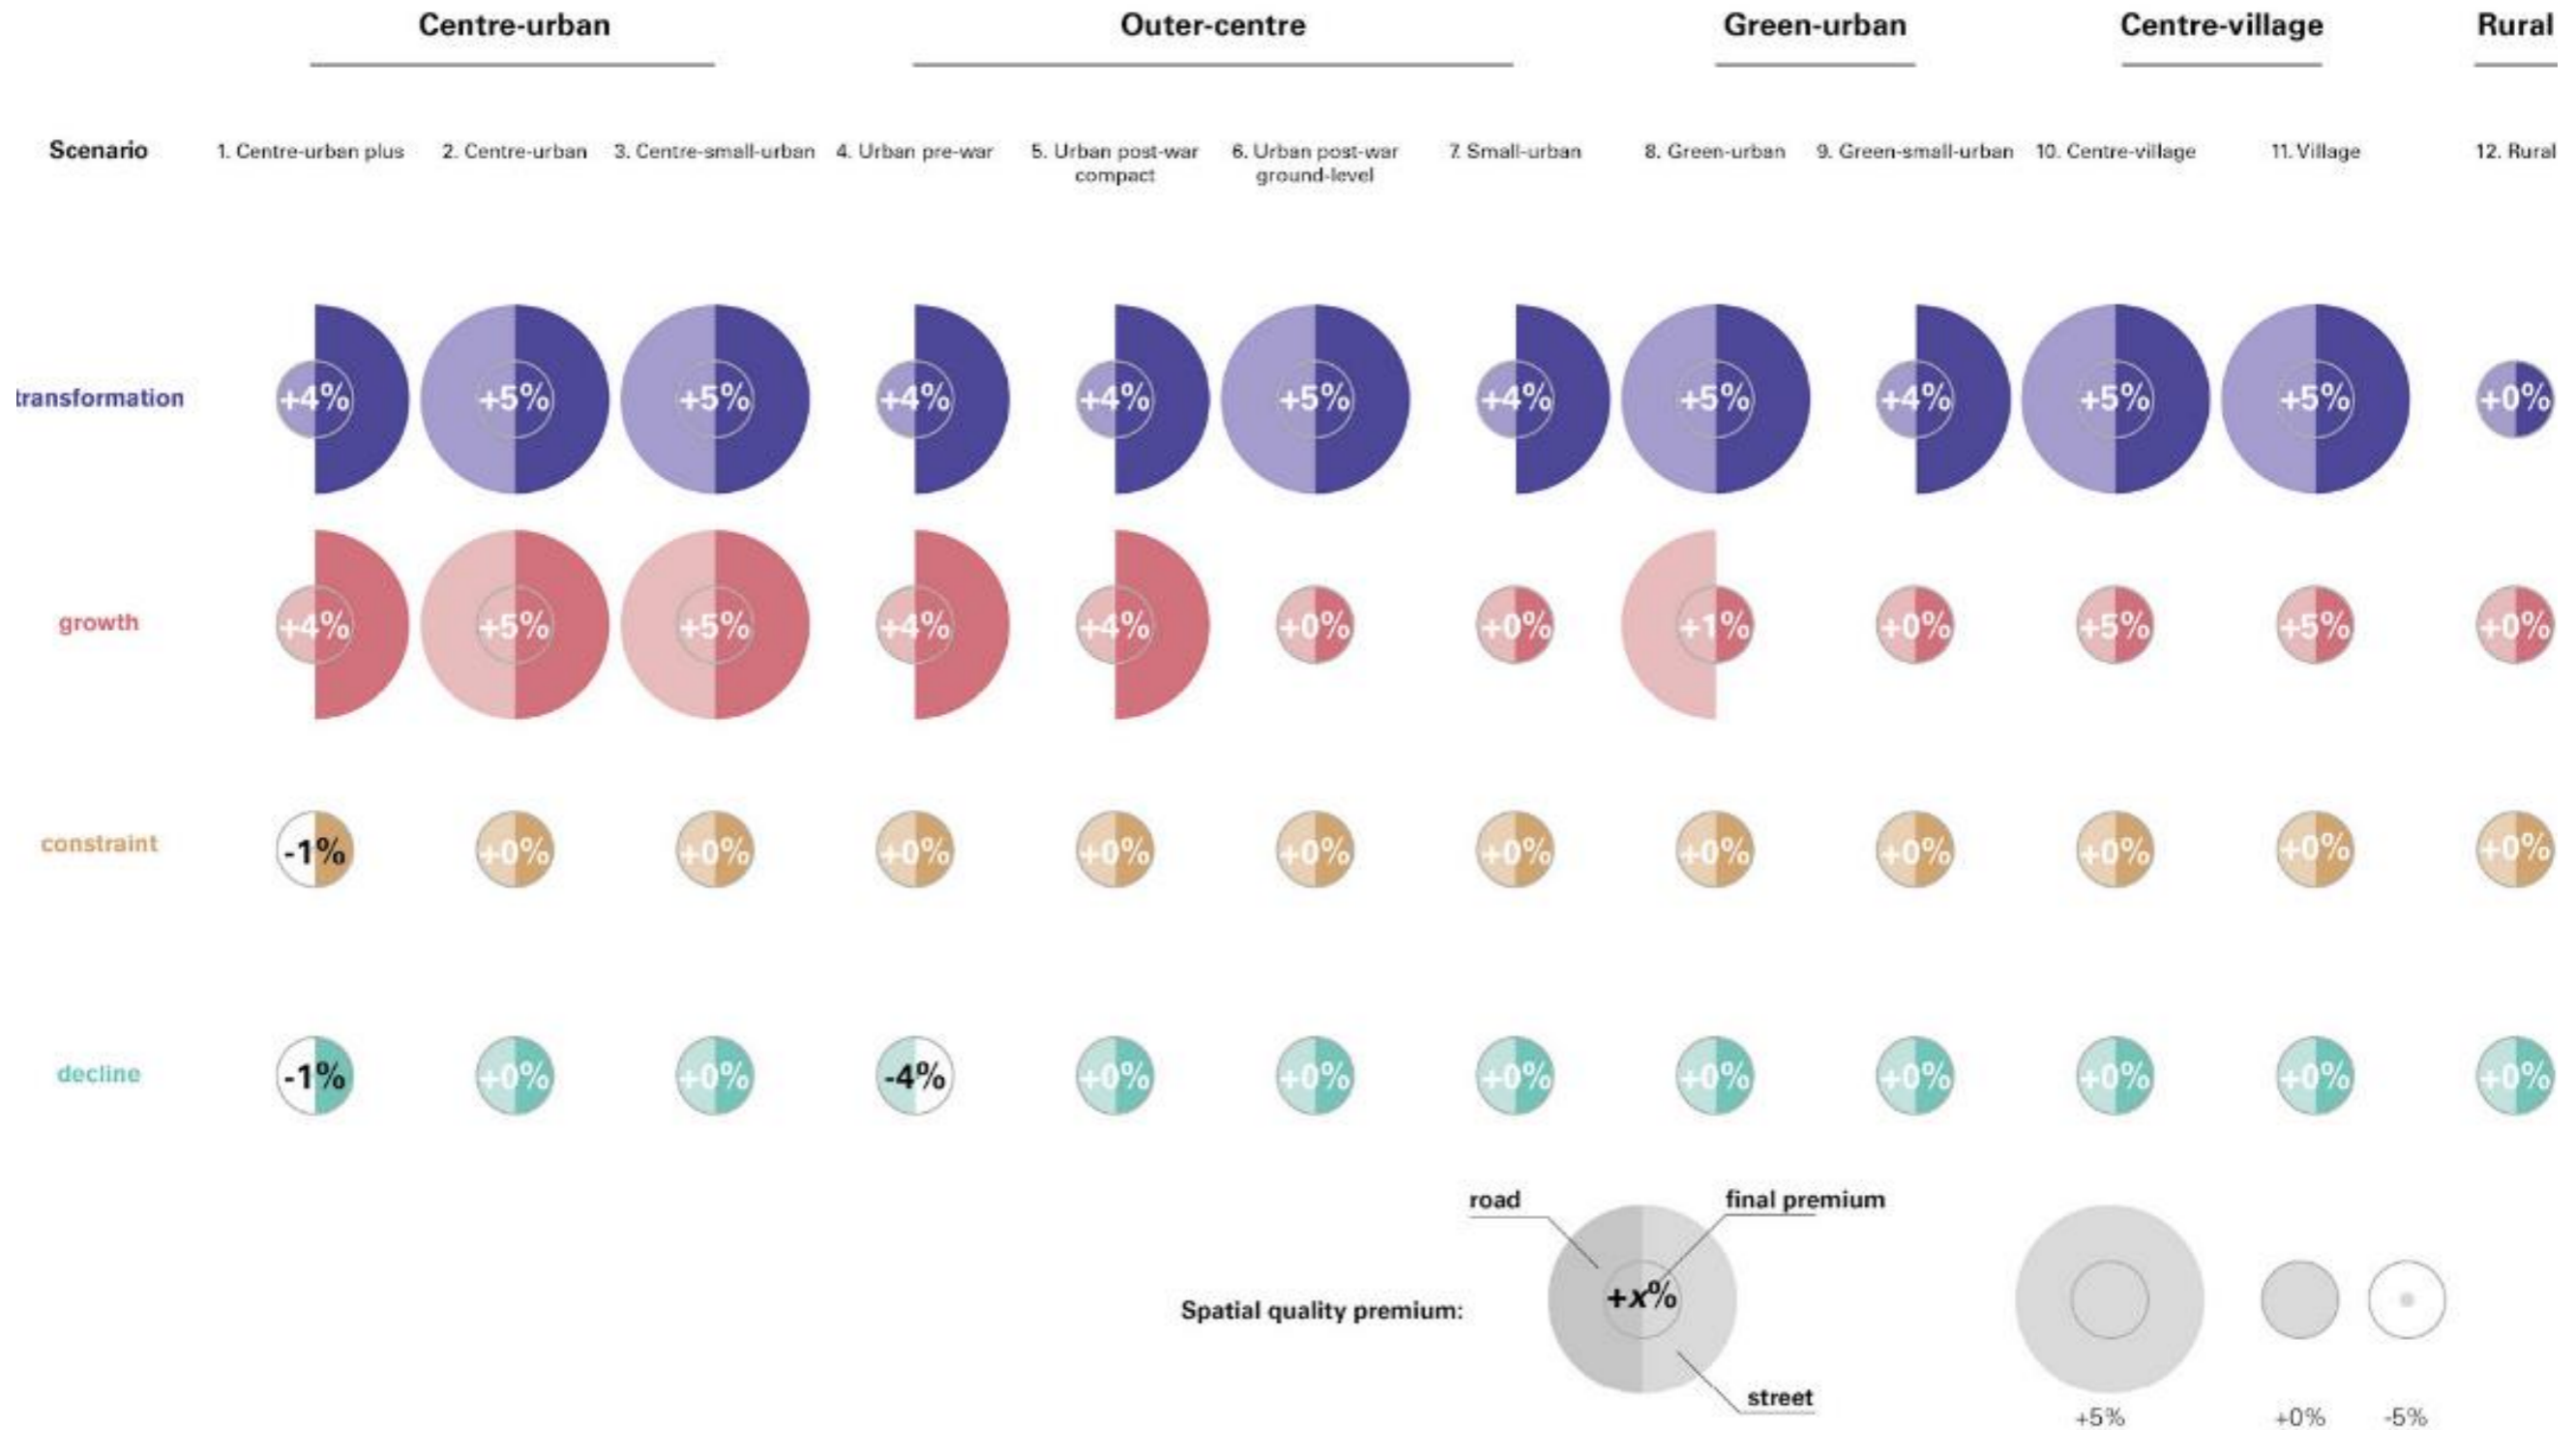 Centre-urban Outer-centre Green-urban Centre-village Rural
Scenario 1. Centre-urban plus 2. Centre-urban 3. Centre-small-urban 4. Urban pre-war 5. Urban post-war 6. Urban post-war 7. Small-urban 8. Green-urban 9. Green-small-urban 10. Centre-village 11. Village 12. Rural
compact ground-level
transformation +4% +5% +5% +4% +4% +5% +4% +5% +4% +5% +5% +0%
growth +4% +5% +5% +4% +4% +0% +0% +1% +0% +5% +5% +0%
constraint -1% +0% +0% +0% +0% +0% +0% +0% +0% +0% +0% +0%
decline -1% +0% +0% -4% +0% +0% +0% +0% +0% +0% +0% +0%
road final premium
Spatial quality premium: +x%
street
+5% +0% -5%